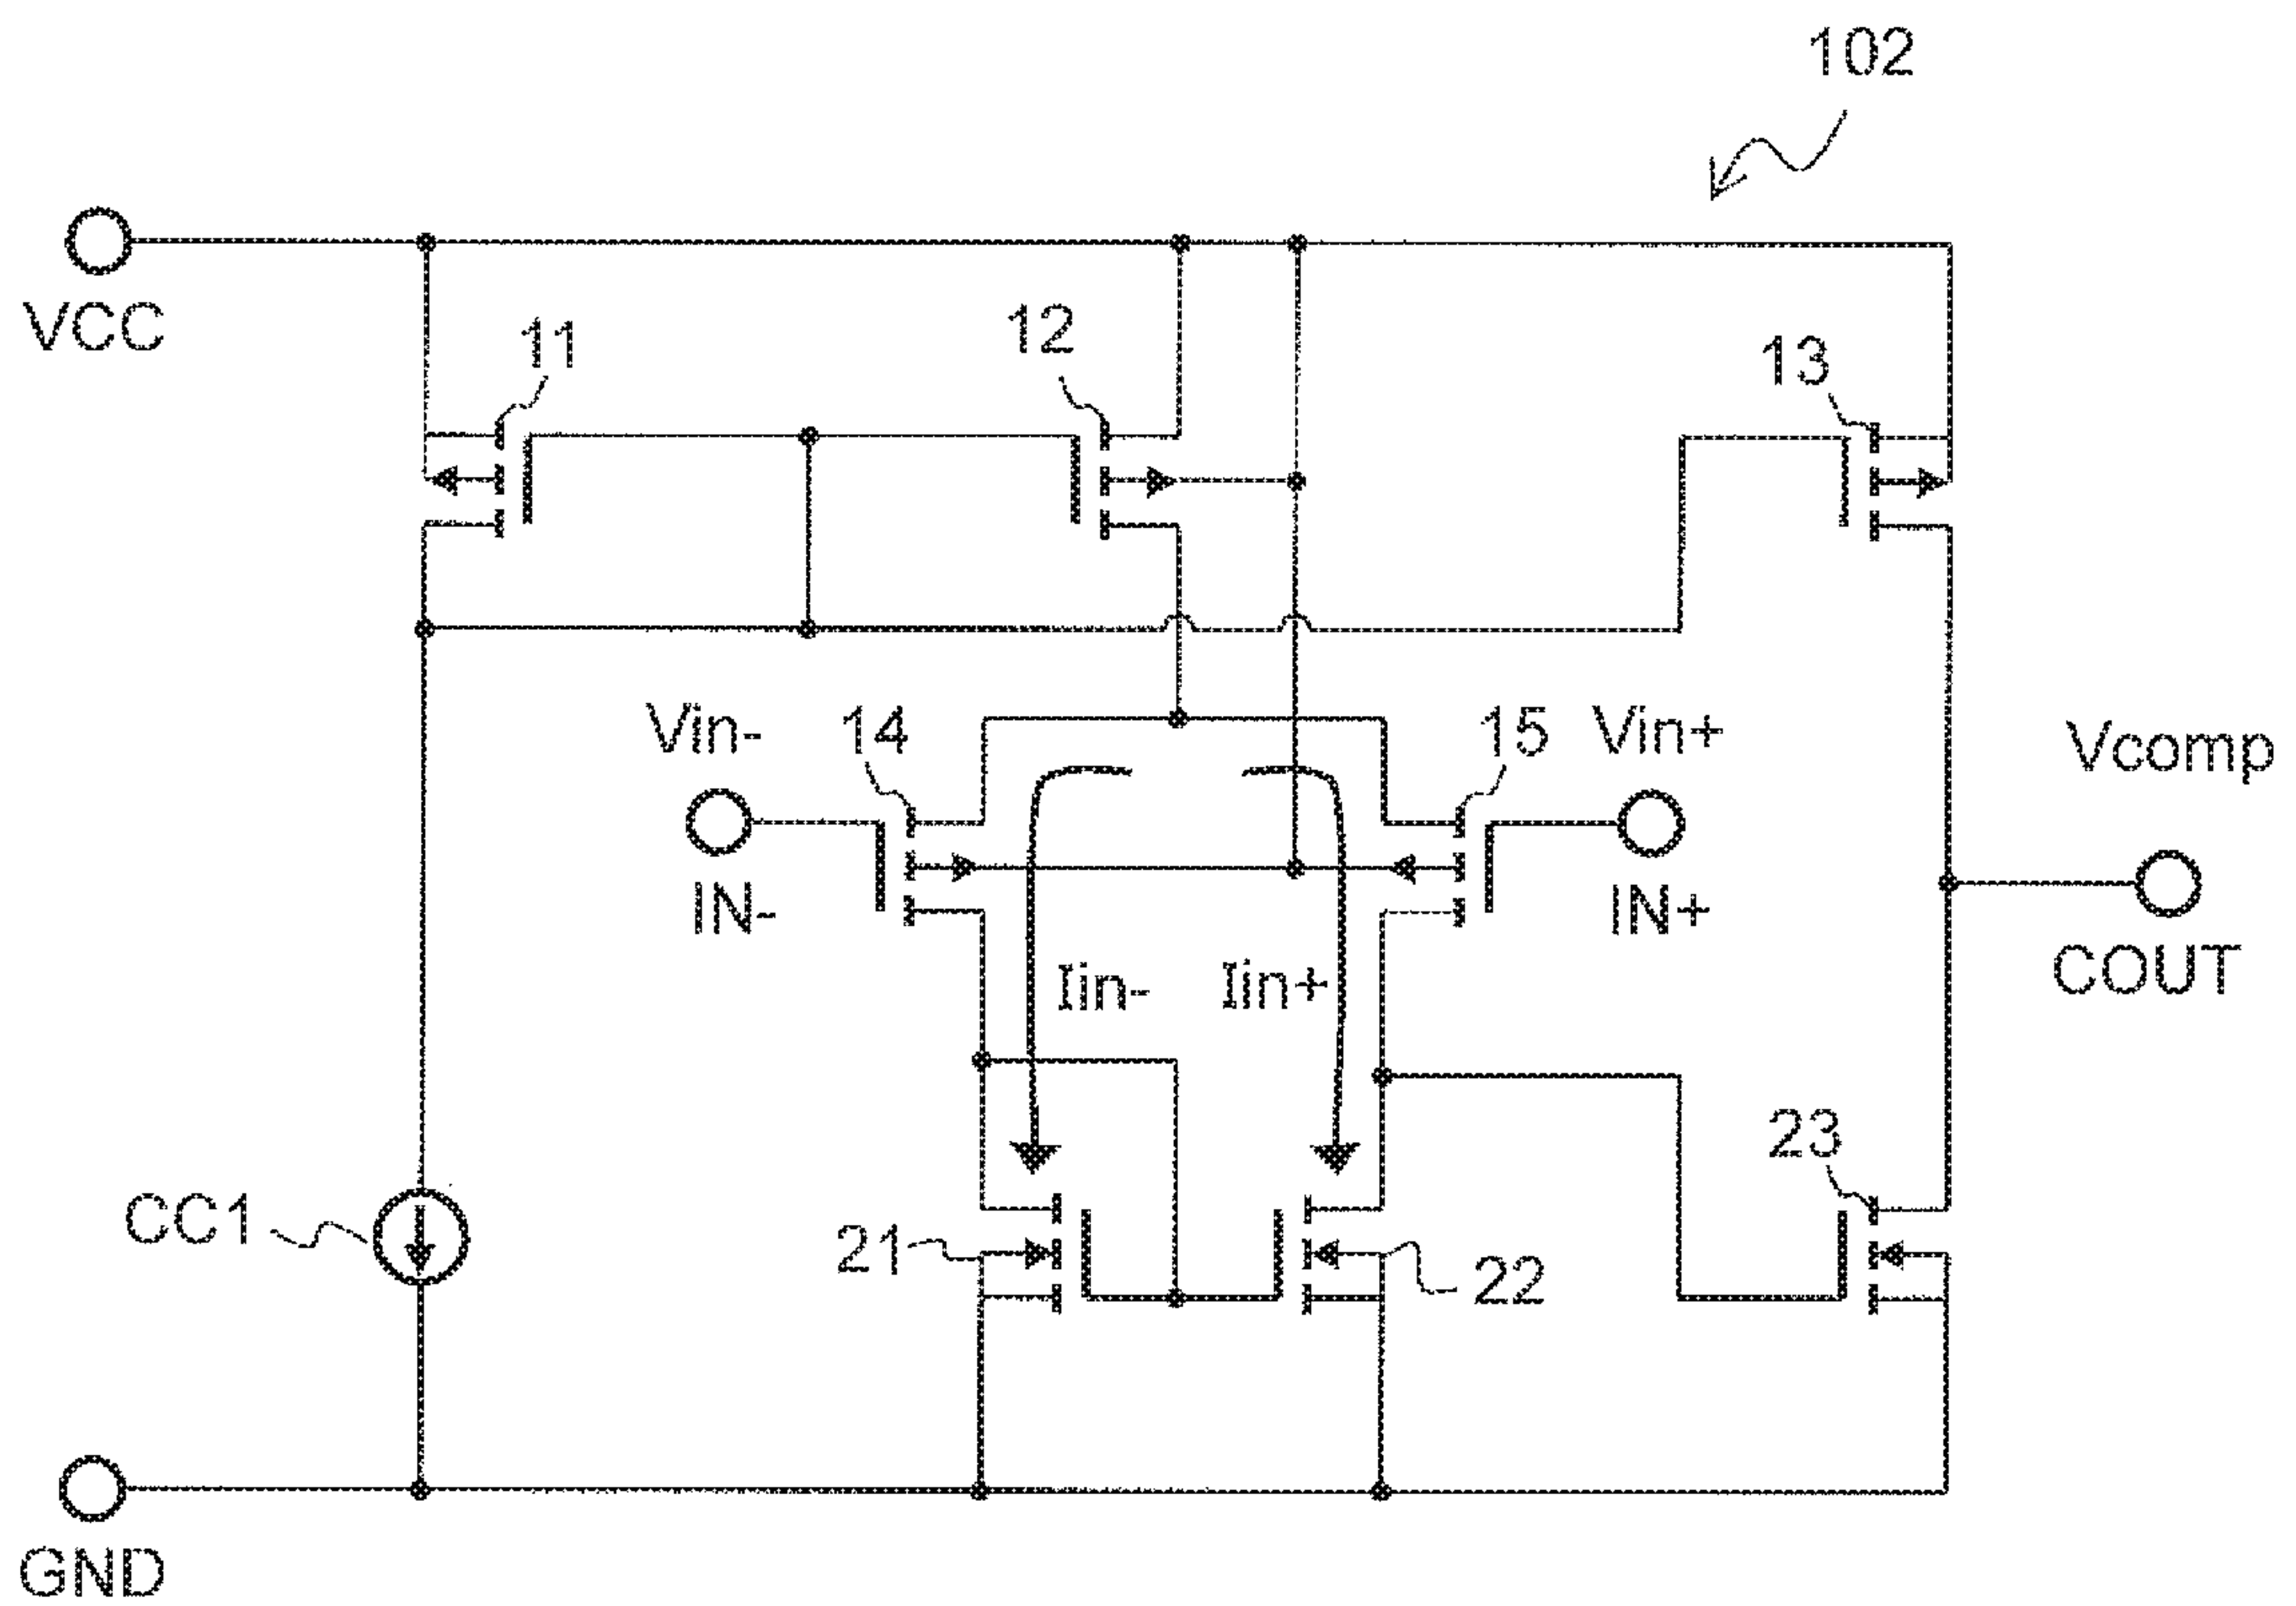 102
VCC
11
12
13
Vin-
14
15
Vin+
Vcomp
IN-
IN+
Iin-
Iin+
COUT
CC1
21
22
23
GND